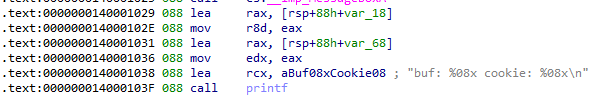 .text:0000000140001029 088 lea     rax, [rsp+88h+var_18]
.text:000000014000102E 088 mov     r8d, eax
.text:0000000140001031 088 lea     rax, [rsp+88h+var_68]
.text:0000000140001036 088 mov     edx, eax
.text:0000000140001038 088 lea     rcx, aBuf08xCookie08 ; "buf: %08x cookie: %08x\n"
.text:000000014000103F 088 call    printf